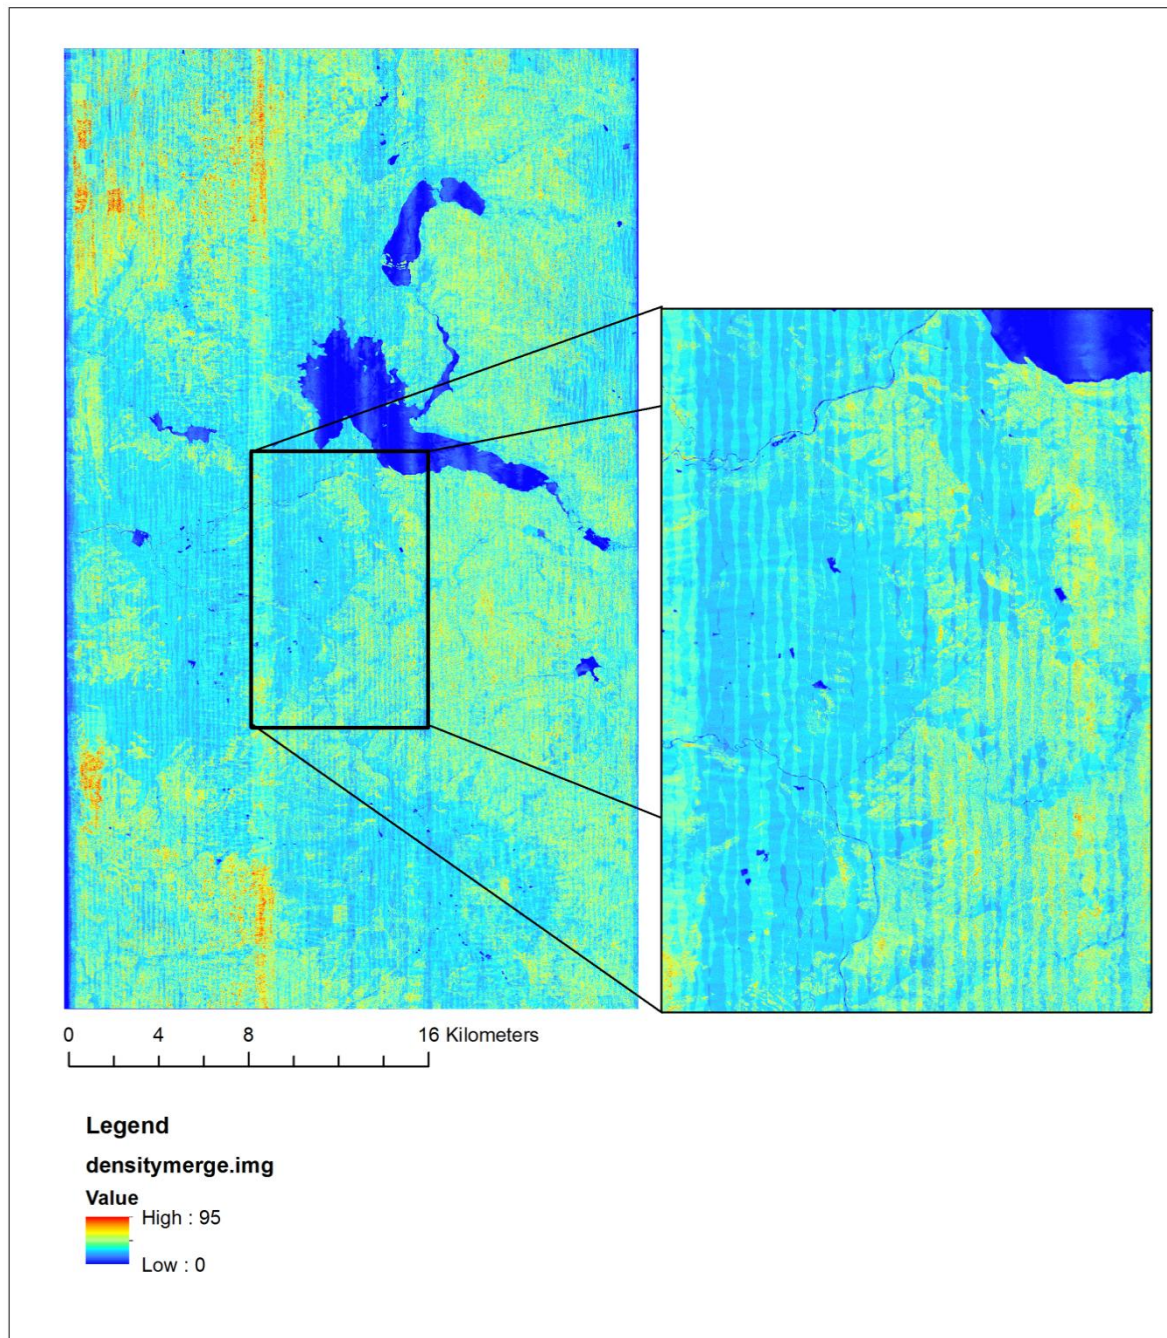 0 4 8 16 Kilometers
Legend
densitymerge.img
Value
High : 95
Low : 0